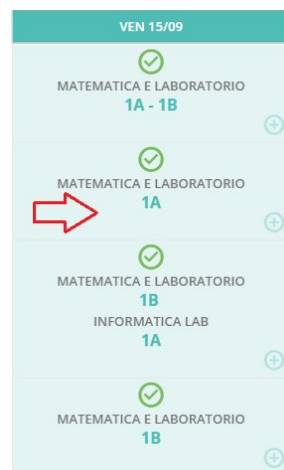 VEN 15/09
MATEMATICA E LABORATORIO
1A - 1B
MATEMATICA E LABORATORIO
1A
MATEMATICA E LABORATORIO
1B
INFORMATICA LAB
1A
MATEMATICA E LABORATORIO
1B